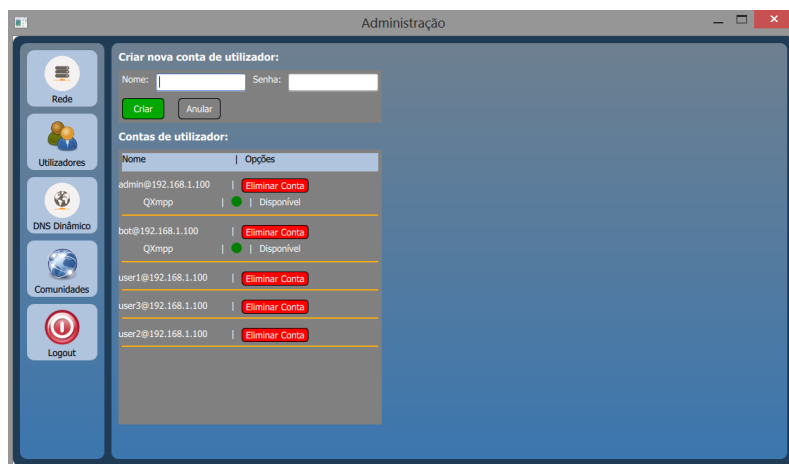 Administração
Rede
Utilizadores
DNS Dinâmico
Comunidades
Logout
Criar nova conta de utilizador:
Nome: Senha:
Criar Anular
Contas de utilizador:
Nome | Opções
admin@192.168.1.100 | Eliminar Conta
QXmpp | | Disponível
bot@192.168.1.100 | Eliminar Conta
QXmpp | | Disponível
user1@192.168.1.100 | Eliminar Conta
user3@192.168.1.100 | Eliminar Conta
user2@192.168.1.100 | Eliminar Conta